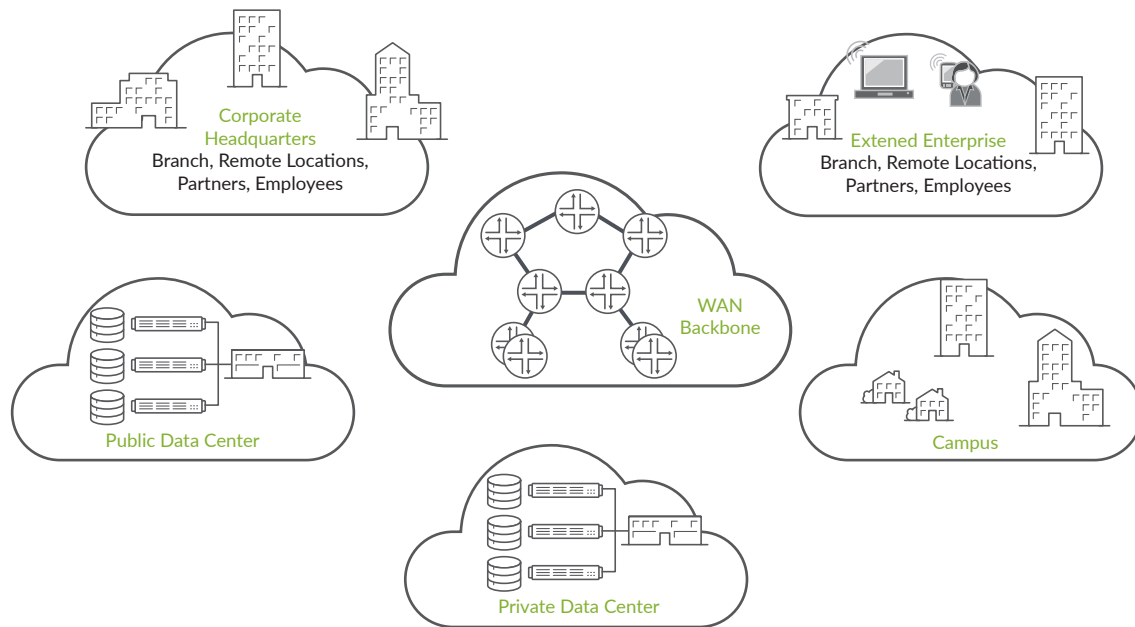 Corporate
Headquarters
Branch, Remote Locations,
Partners, Employees
Extened Enterprise
Branch, Remote Locations,
Partners, Employees
WAN
Backbone
Public Data Center
Campus
Private Data Center